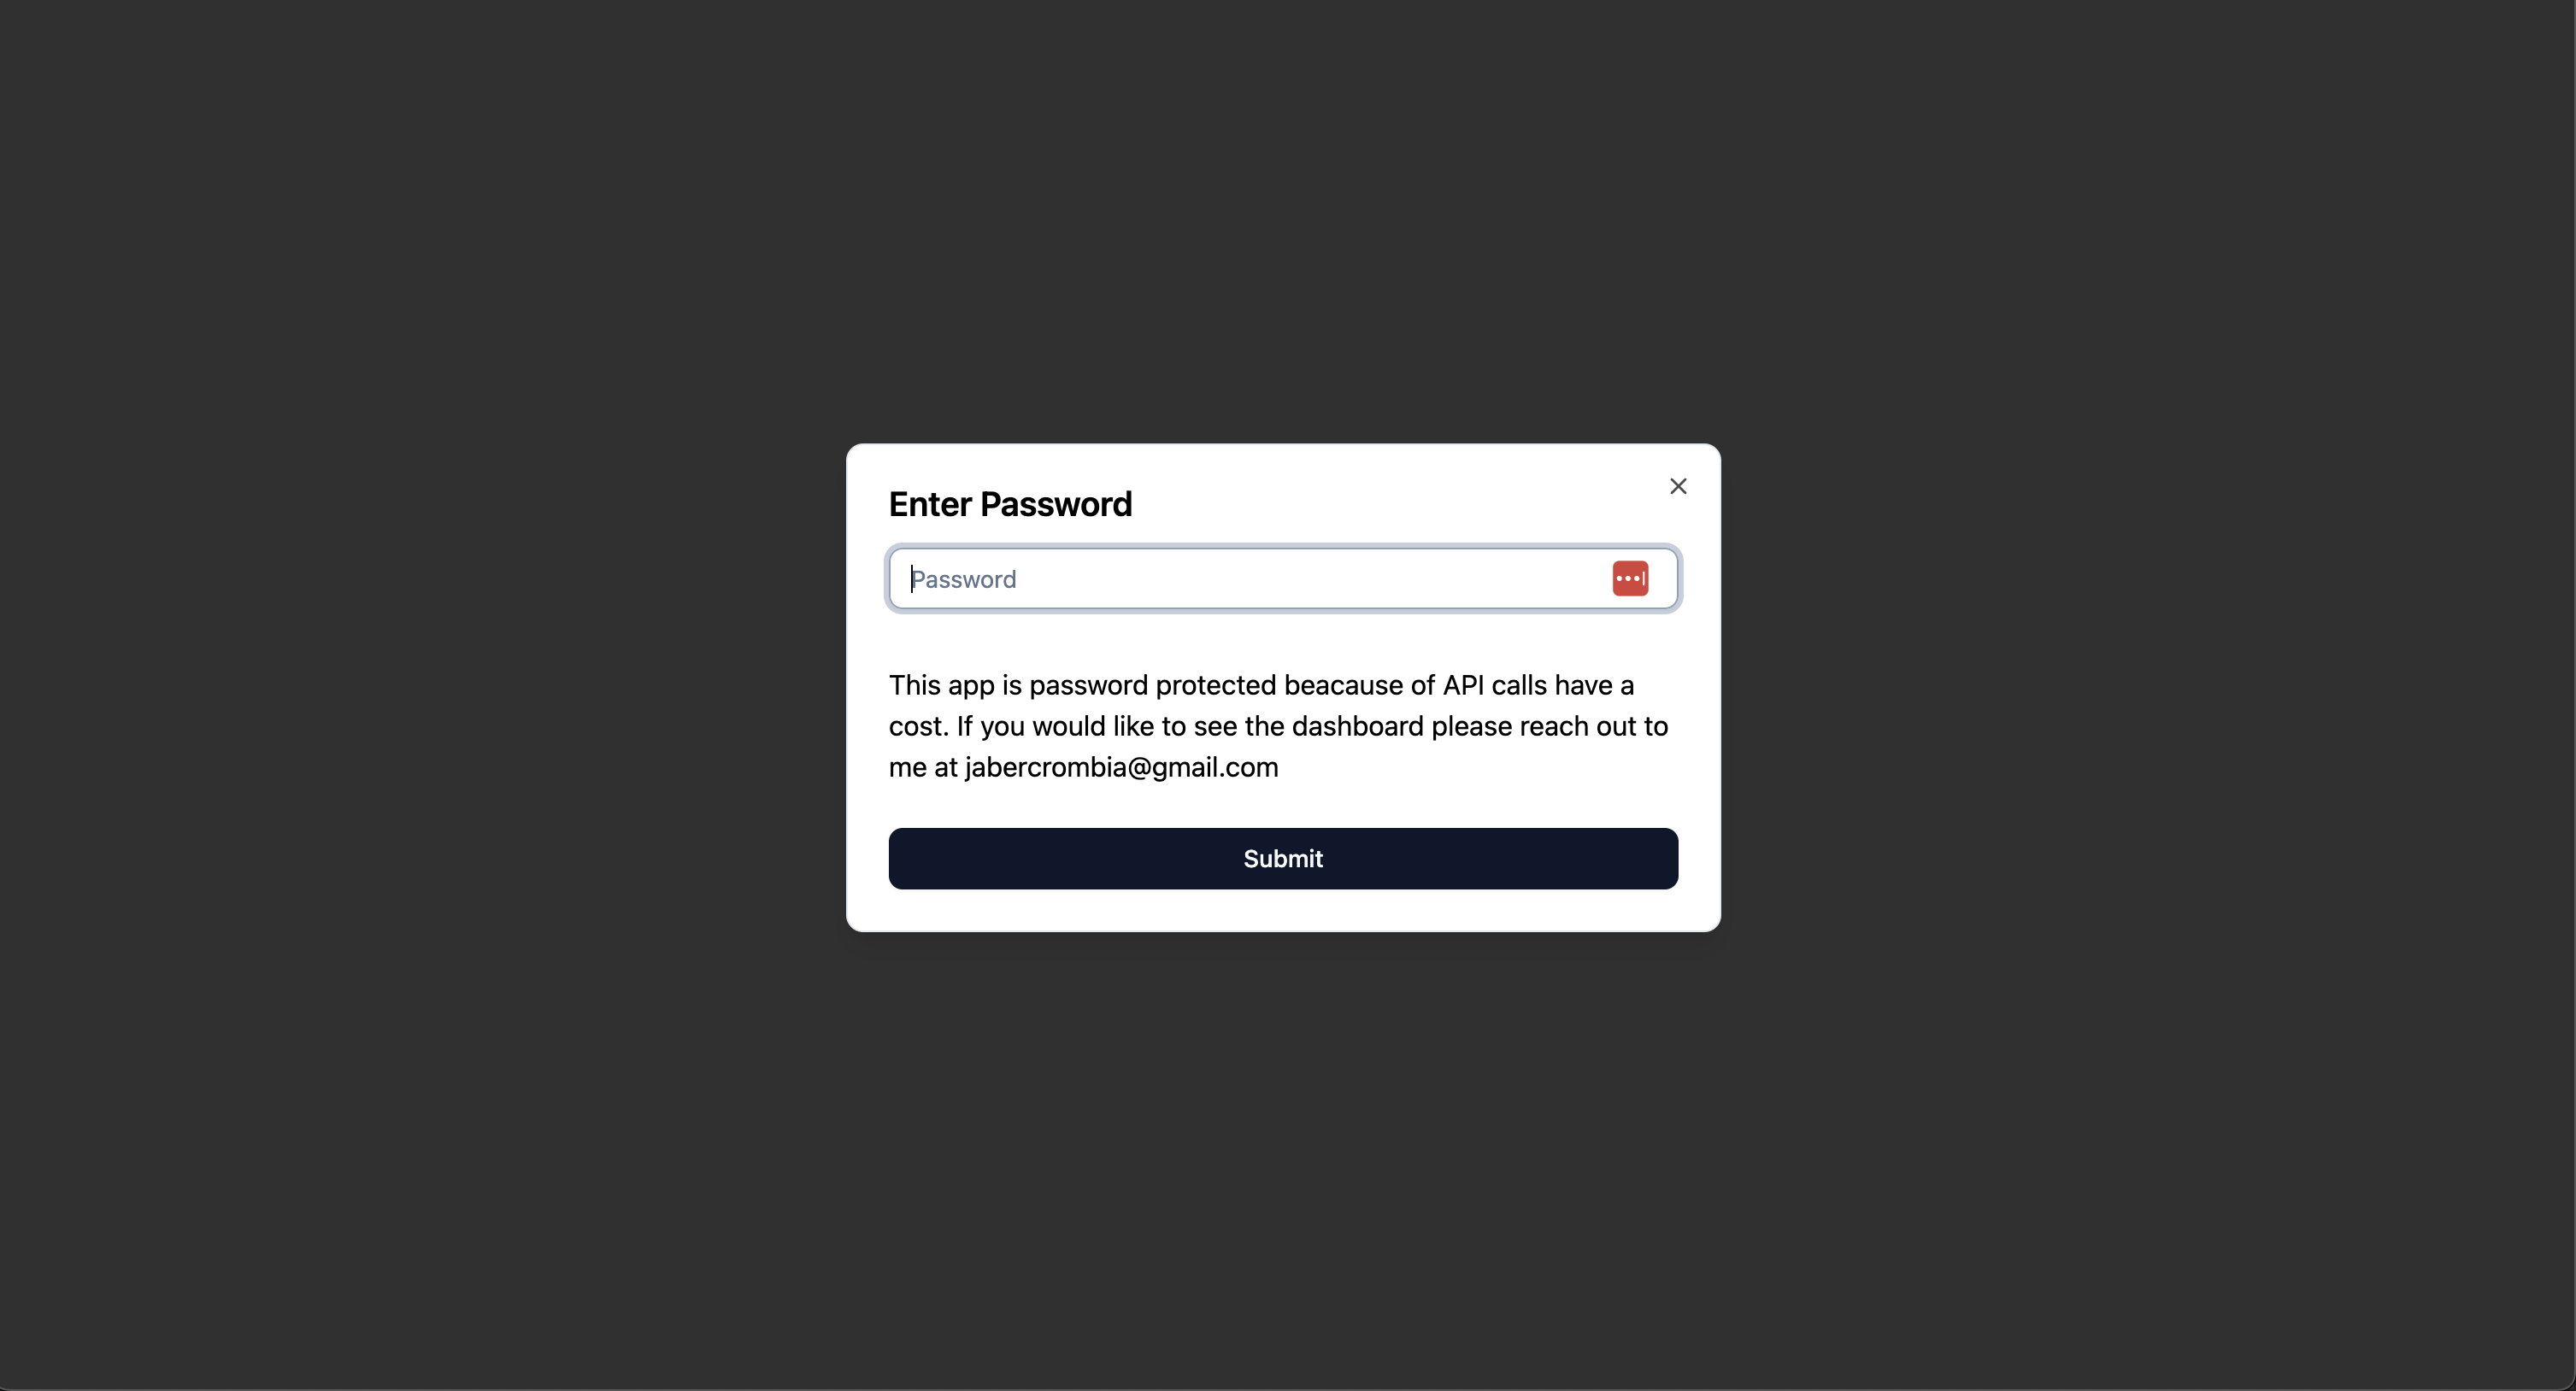 Enter Password
Password
This app is password protected beacause of API calls have a
cost. If you would like to see the dashboard please reach out to
me at jabercrombia@gmail.com
Submit